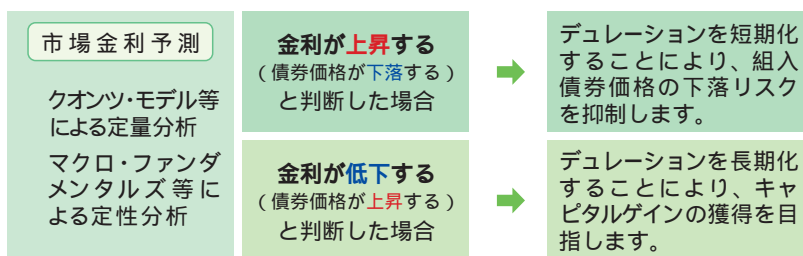 市場金利予測
クオンツ・モデル等
による定量分析
マクロ・ファンダ
メンタルズ等に
よる定性分析
金利が上昇する
(債券価格が下落する)
と判断した場合
デュレーションを短期化
することにより、組入
債券価格の下落リスク
を抑制します。
金利が低下する
(債券価格が上昇する)
と判断した場合
デュレーションを長期化
することにより、キャ
ピタルゲインの獲得を目
指します。